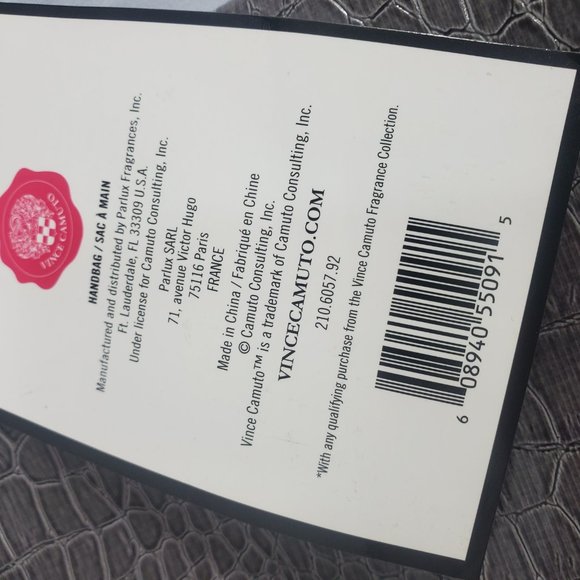 VINCE CAMUTO
HANDBAG / SAC À MAIN
Manufactured and distributed by Parlux Fragrances, Inc.
Ft. Lauderdale, FL 33309 U.S.A.
Under license for Camuto Consulting, Inc.
Parlux SARL
71, avenue Victor Hugo
75116 Paris
FRANCE
Made in China / Fabriqué en Chine
© Camuto Consulting, Inc.
Vince Camuto™ is a trademark of Camuto Consulting, Inc.
VINCECAMUTO.COM
210.6057.92
*With any qualifying purchase from the Vince Camuto Fragrance Collection.
6 08940 55091 5